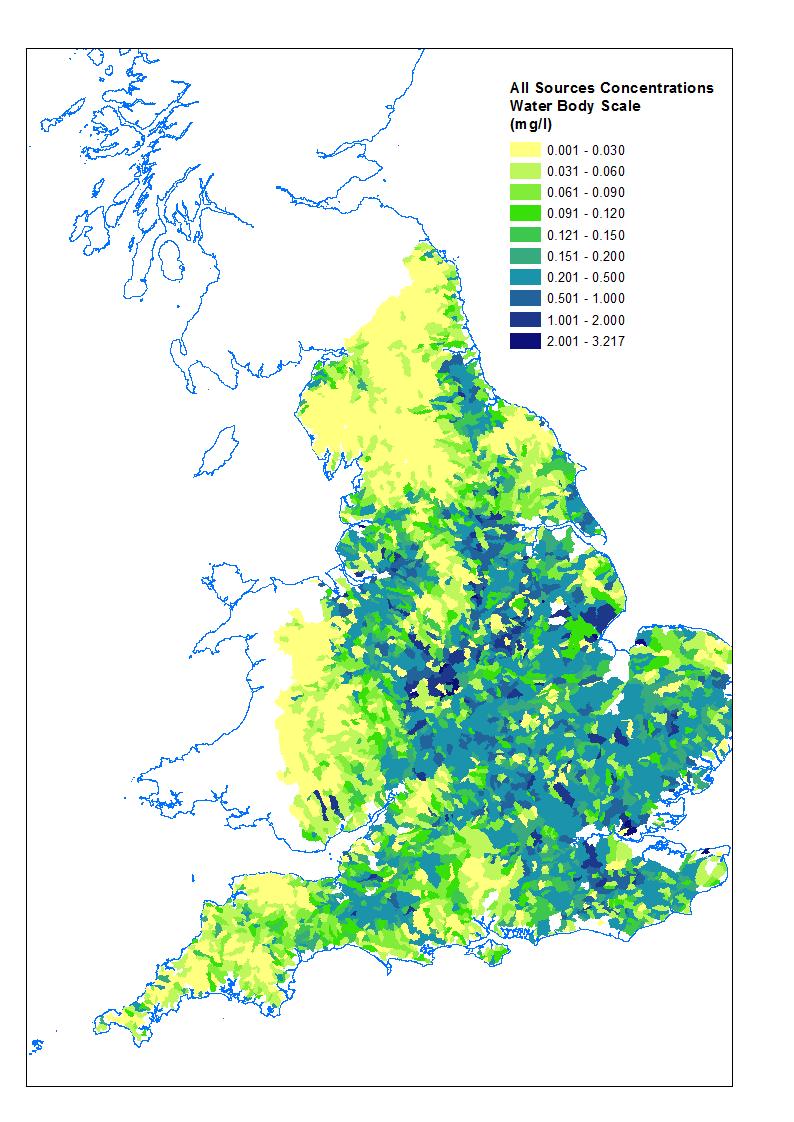 All Sources Concentrations
Water Body Scale
(mg/l)
0.001 - 0.030
0.031 - 0.060
0.061 - 0.090
0.091 - 0.120
0.121 - 0.150
0.151 - 0.200
0.201 - 0.500
0.501 - 1.000
1.001 - 2.000
2.001 - 3.217